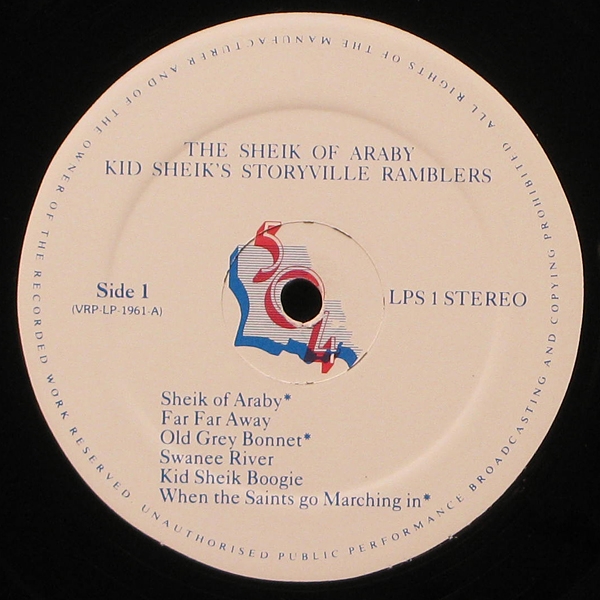 THE SHEIK OF ARABY
KID SHEIK'S STORYVILLE RAMBLERS
504
Side 1
(VRP-LP-1961-A)
LPS 1 STEREO
Sheik of Araby*
Far Far Away
Old Grey Bonnet*
Swanee River
Kid Sheik Boogie
When the Saints go Marching in*
ALL RIGHTS OF THE MANUFACTURER AND OF THE OWNER OF THE RECORDED WORK RESERVED UNAUTHORISED PUBLIC PERFORMANCE BROADCASTING AND COPYING PROHIBITED